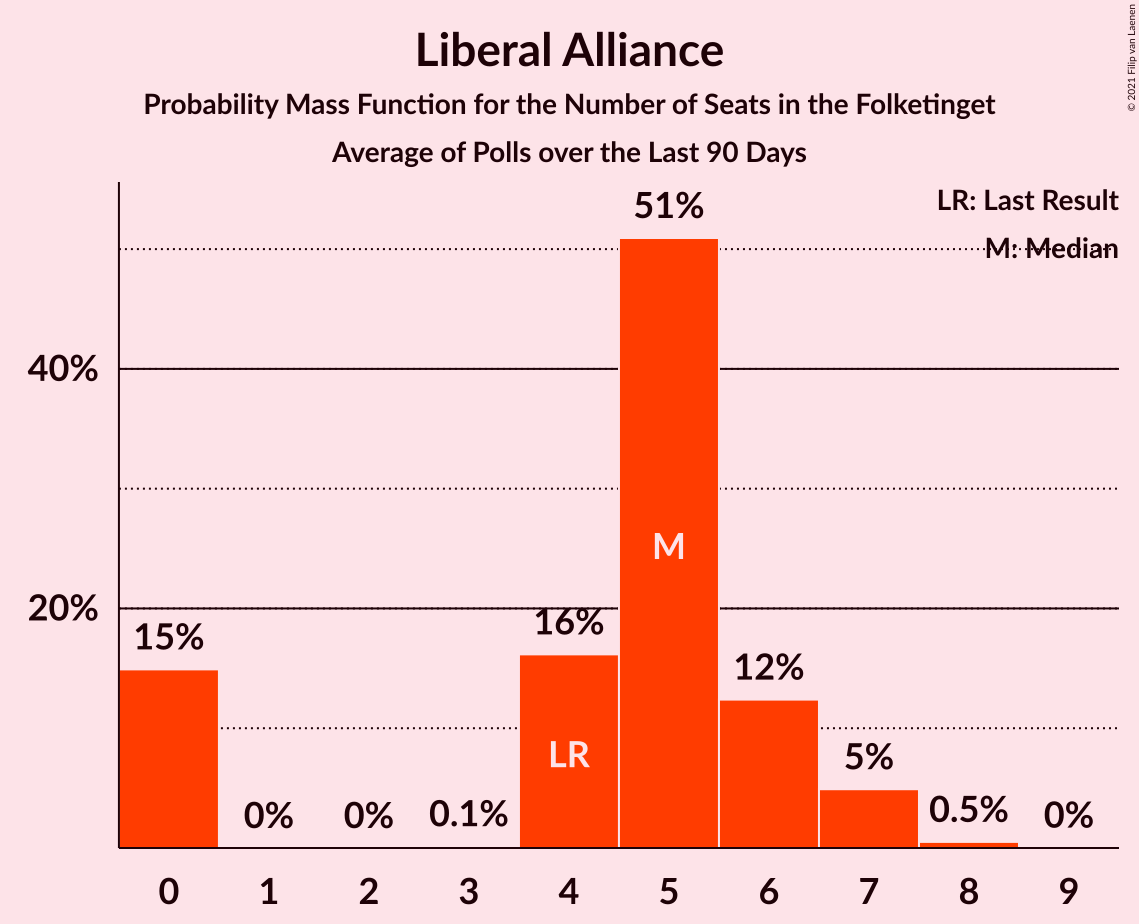 Liberal Alliance
Probability Mass Function for the Number of Seats in the Folketinget
Average of Polls over the Last 90 Days
© 2021 Filip van Laenen
LR: Last Result
M: Median
51%
40%
M
20%
15%
16%
12%
LR
5%
0%
0%
0.1%
0.5%
0%
0 1 2 3 4 5 6 7 8 9